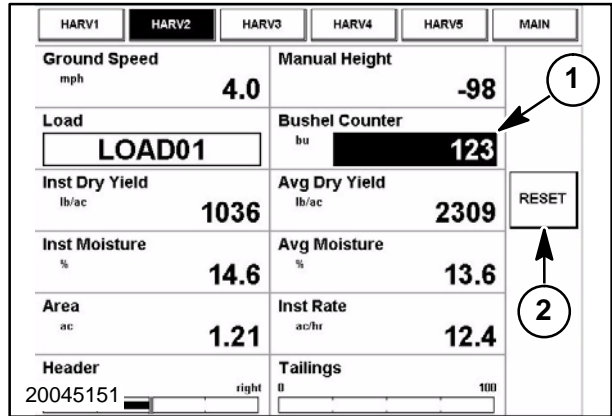 HARV1 HARV2 HARV3 HARV4 HARV5 MAIN
Ground Speed Manual Height
mph 4.0 -98
1
Load Bushel Counter
LOAD01 bu 123
Inst Dry Yield Avg Dry Yield
lb/ac 1036 lb/ac 2309
RESET
Inst Moisture Avg Moisture
% 14.6 % 13.6
2
Area Inst Rate
ac 1.21 ac/hr 12.4
Header Tailings
20045151 right 0 100